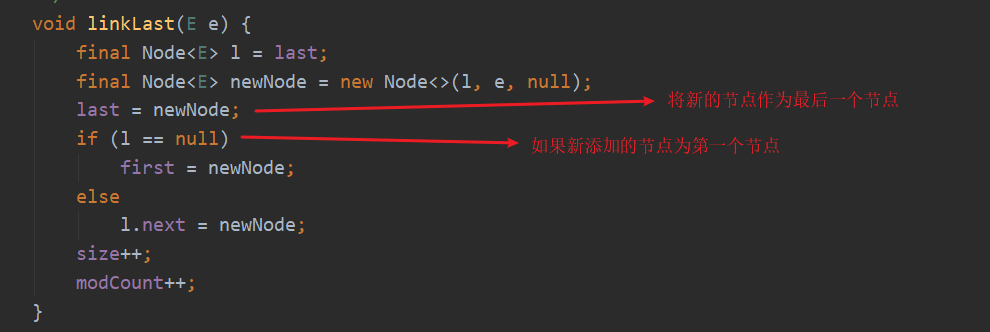 void linkLast(E e) {
final Node<E> l = last;
final Node<E> newNode = new Node<>(l, e, null);
last = newNode;
将新的节点作为最后一个节点
if (l == null)
如果新添加的节点为第一个节点
first = newNode;
else
l.next = newNode;
size++;
modCount++;
}